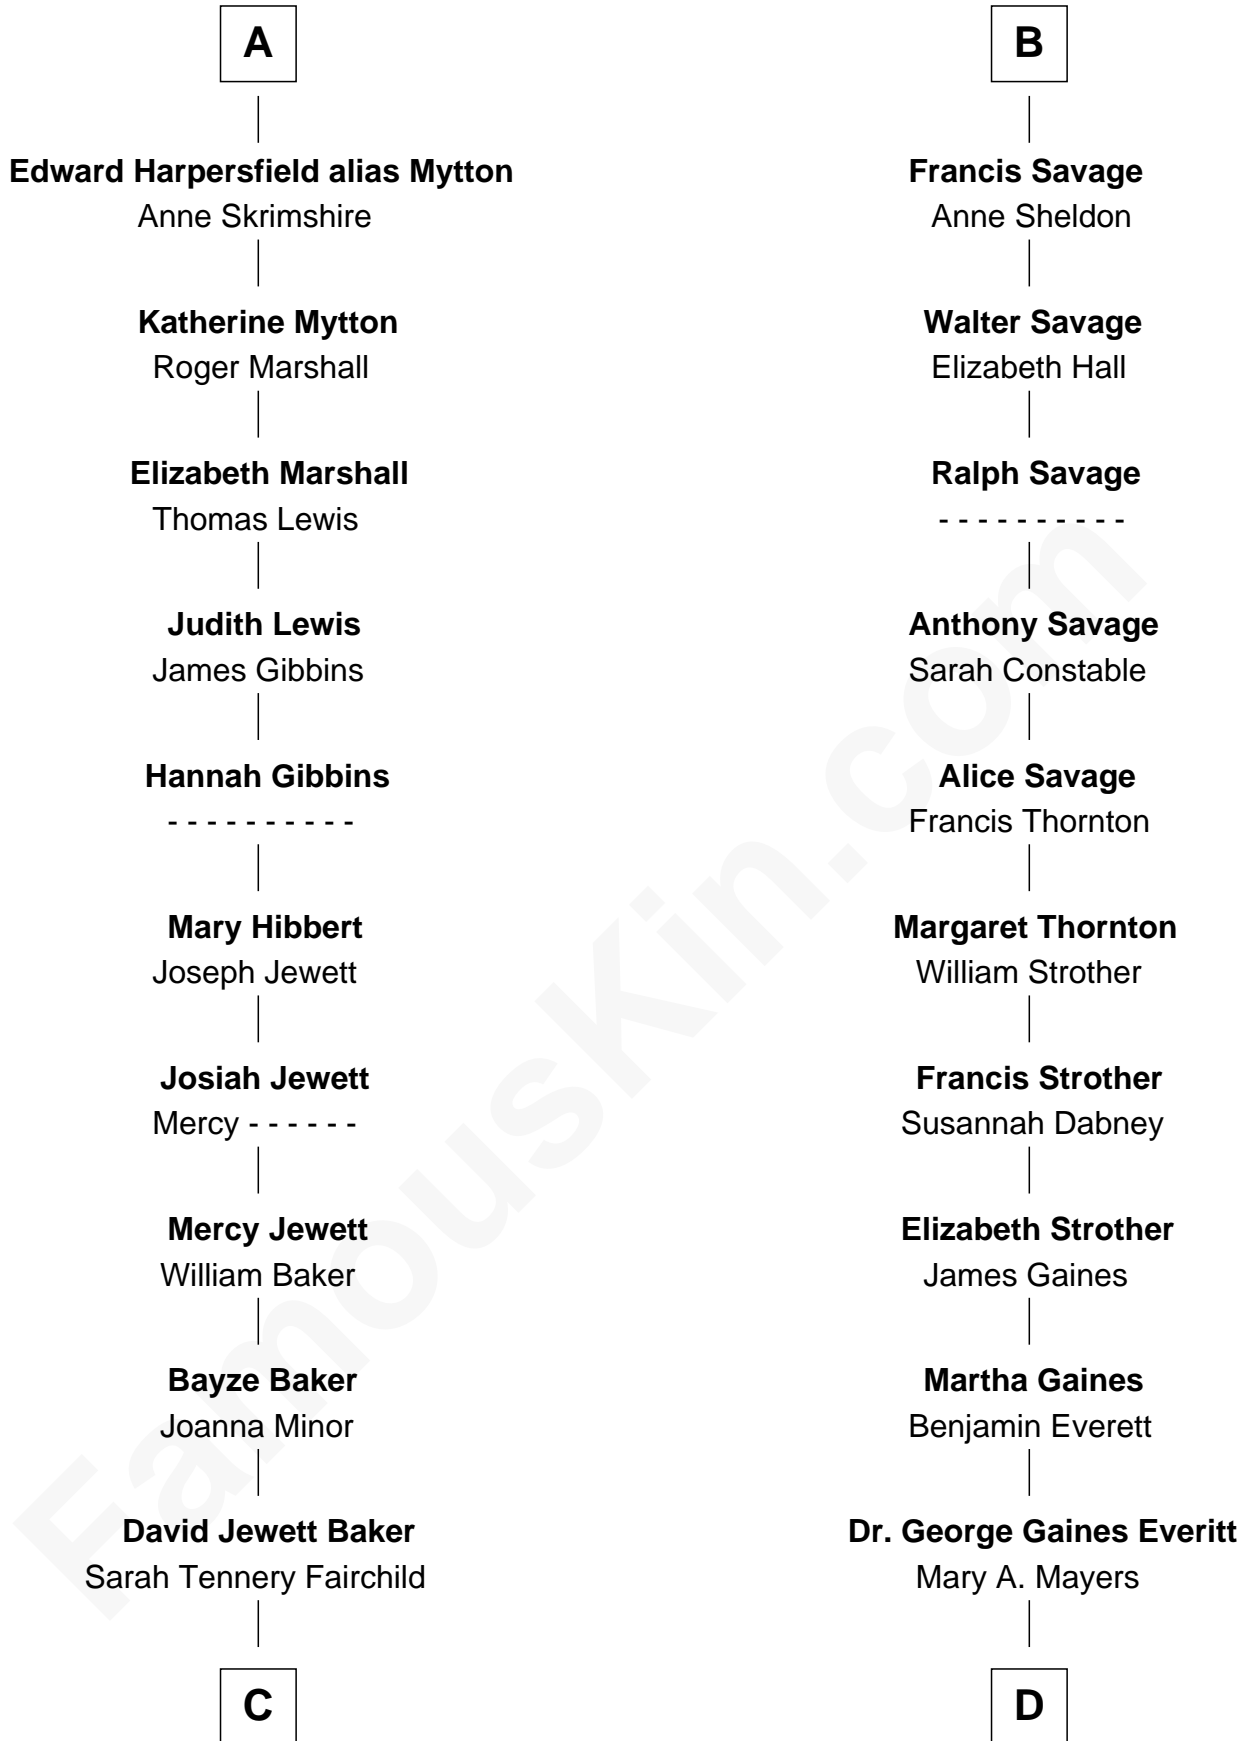 A
Edward Harpersfield alias Mytton
Anne Skrimshire
Katherine Mytton
Roger Marshall
Elizabeth Marshall
Thomas Lewis
Judith Lewis
James Gibbins
Hannah Gibbins
- - - - - - - - - -
Mary Hibbert
Joseph Jewett
Josiah Jewett
Mercy - - - - - -
Mercy Jewett
William Baker
Bayze Baker
Joanna Minor
David Jewett Baker
Sarah Tennery Fairchild
C
B
Francis Savage
Anne Sheldon
Walter Savage
Elizabeth Hall
Ralph Savage
- - - - - - - - - -
Anthony Savage
Sarah Constable
Alice Savage
Francis Thornton
Margaret Thornton
William Strother
Francis Strother
Susannah Dabney
Elizabeth Strother
James Gaines
Martha Gaines
Benjamin Everett
Dr. George Gaines Everitt
Mary A. Mayers
D
FamousKin.com